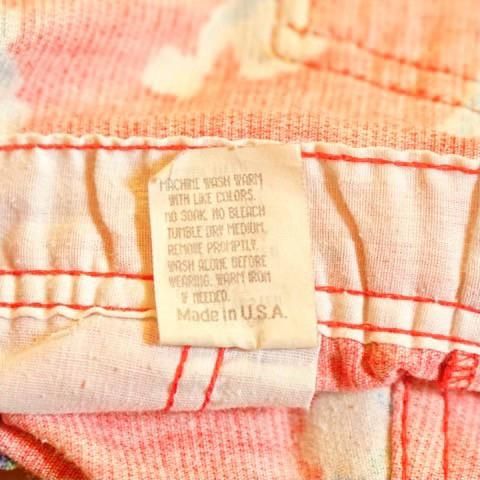 MACHINE WASH WARM
WITH LIKE COLORS.
NO SOAK. NO BLEACH
TUMBLE DRY MEDIUM.
REMOVE PROMPTLY.
WASH ALONE BEFORE
WEARING. WARM IRON
IF NEEDED.
Made in U.S.A.